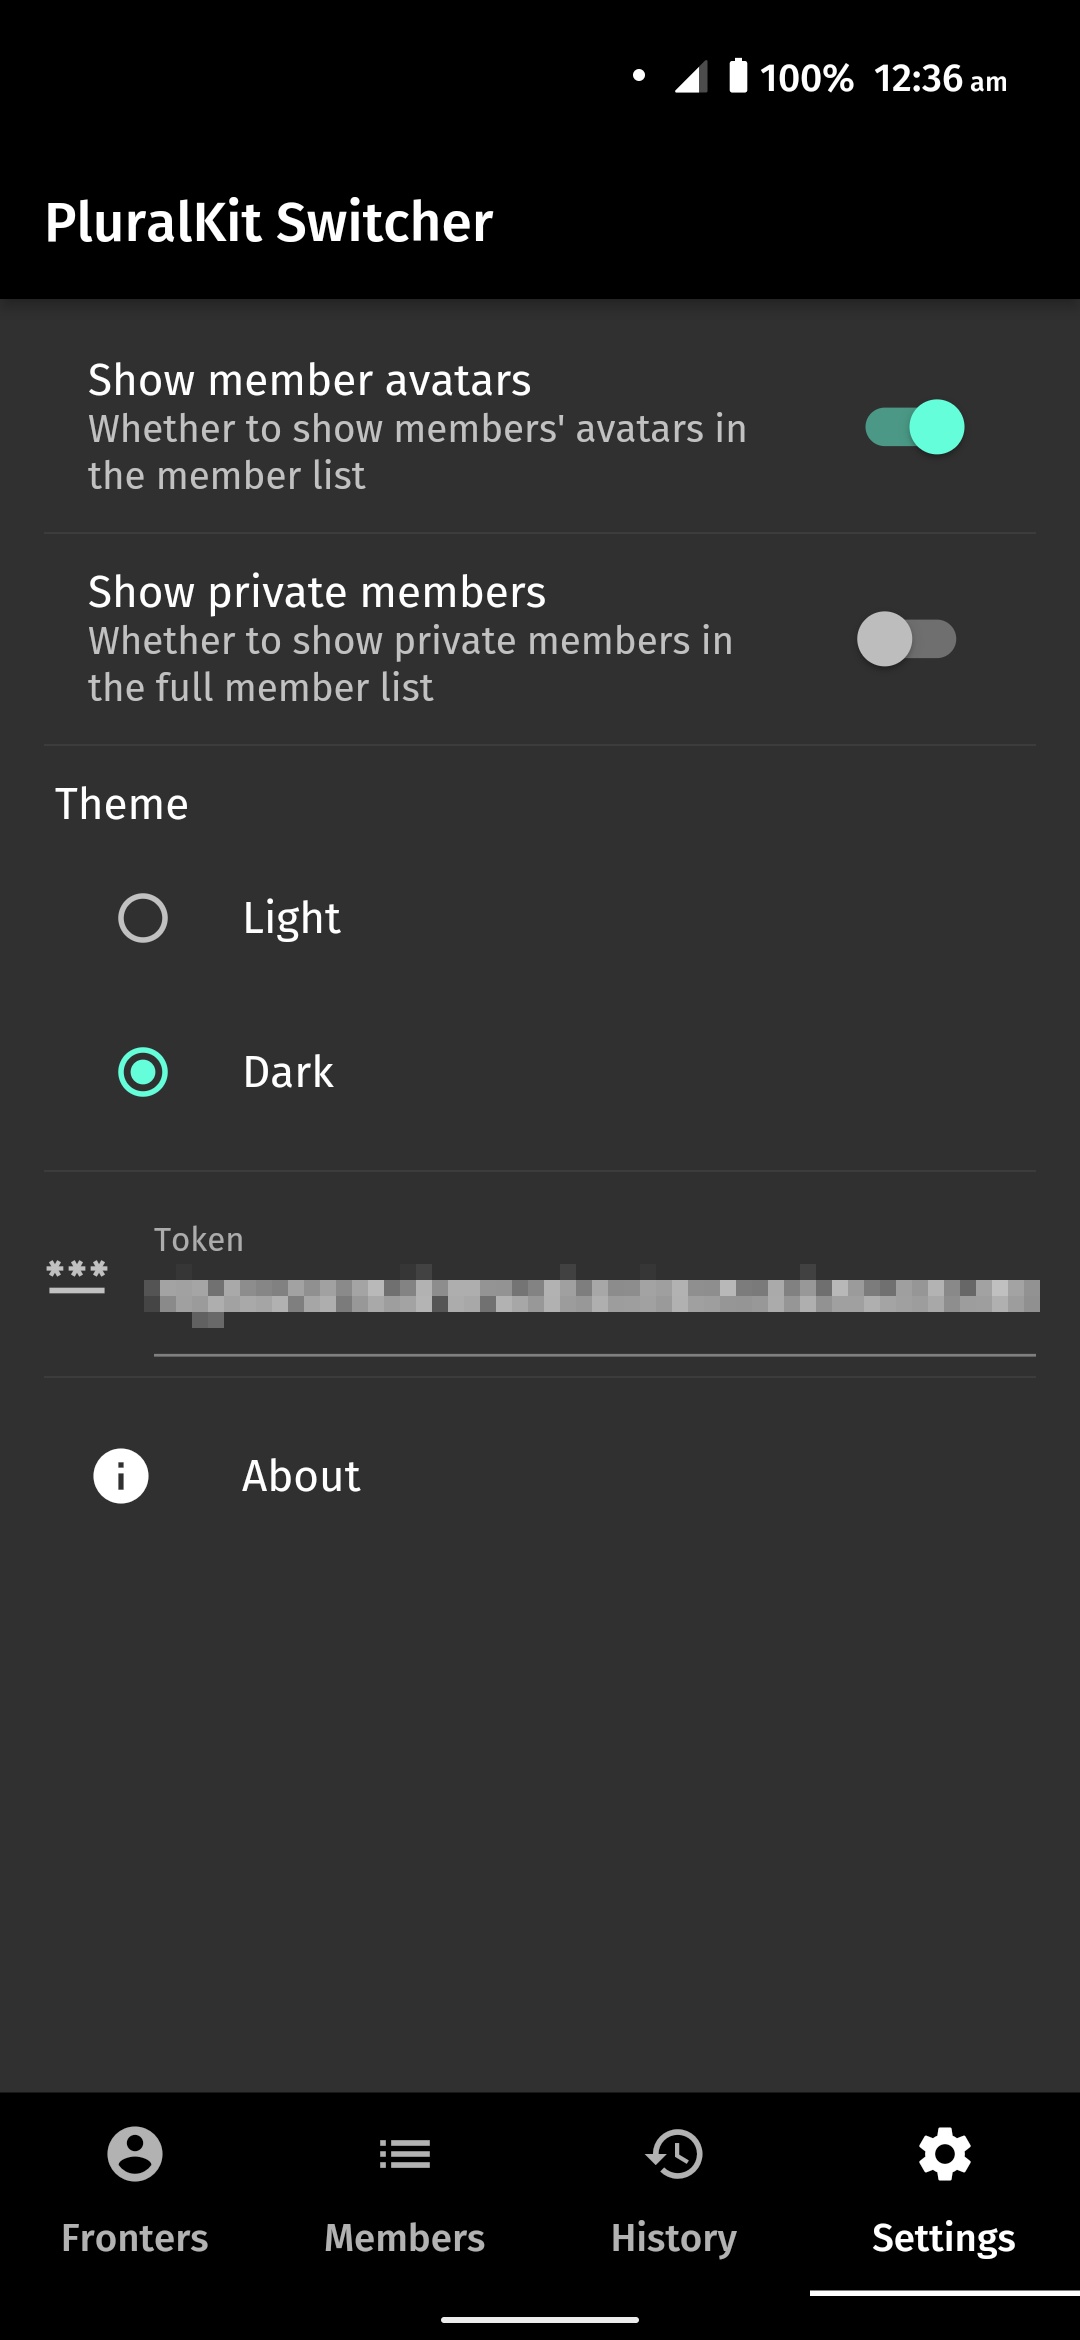 100% 12:36 am
PluralKit Switcher
Show member avatars
Whether to show members' avatars in
the member list
Show private members
Whether to show private members in
the full member list
Theme
Light
Dark
Token
***
About
Fronters Members History Settings